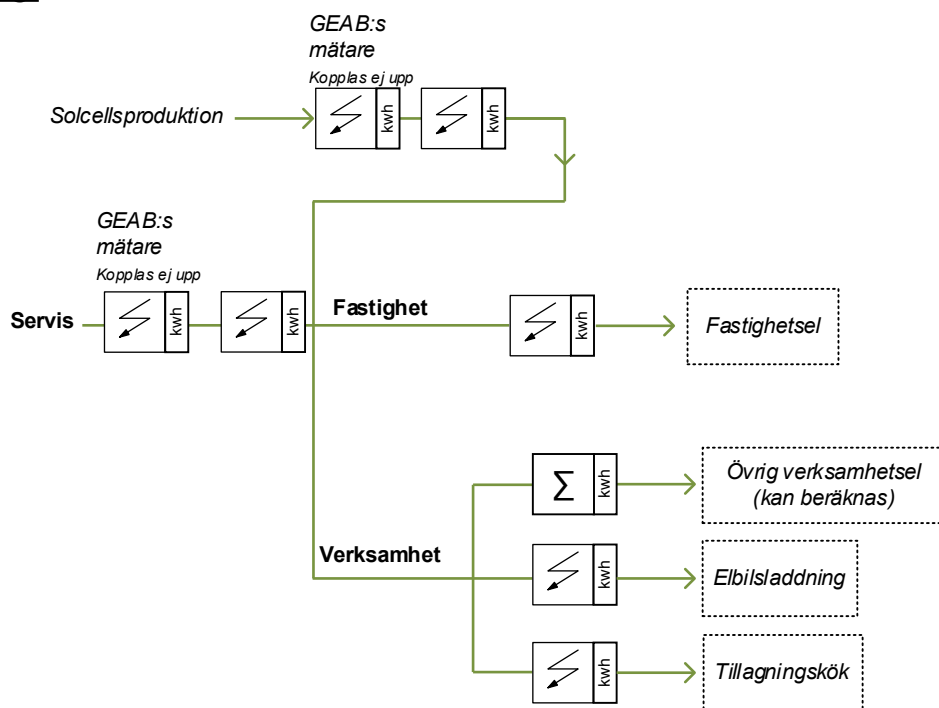 GEAB:s
mätare
Kopplas ej upp
Solcellsproduktion
kwh
kwh
GEAB:s
mätare
Kopplas ej upp
Servis
kwh
kwh
Fastighet
kwh
Fastighetsel
Σ
kwh
Övrig verksamhetsel
(kan beräknas)
Verksamhet
kwh
Elbilsladdning
kwh
Tillagningskök